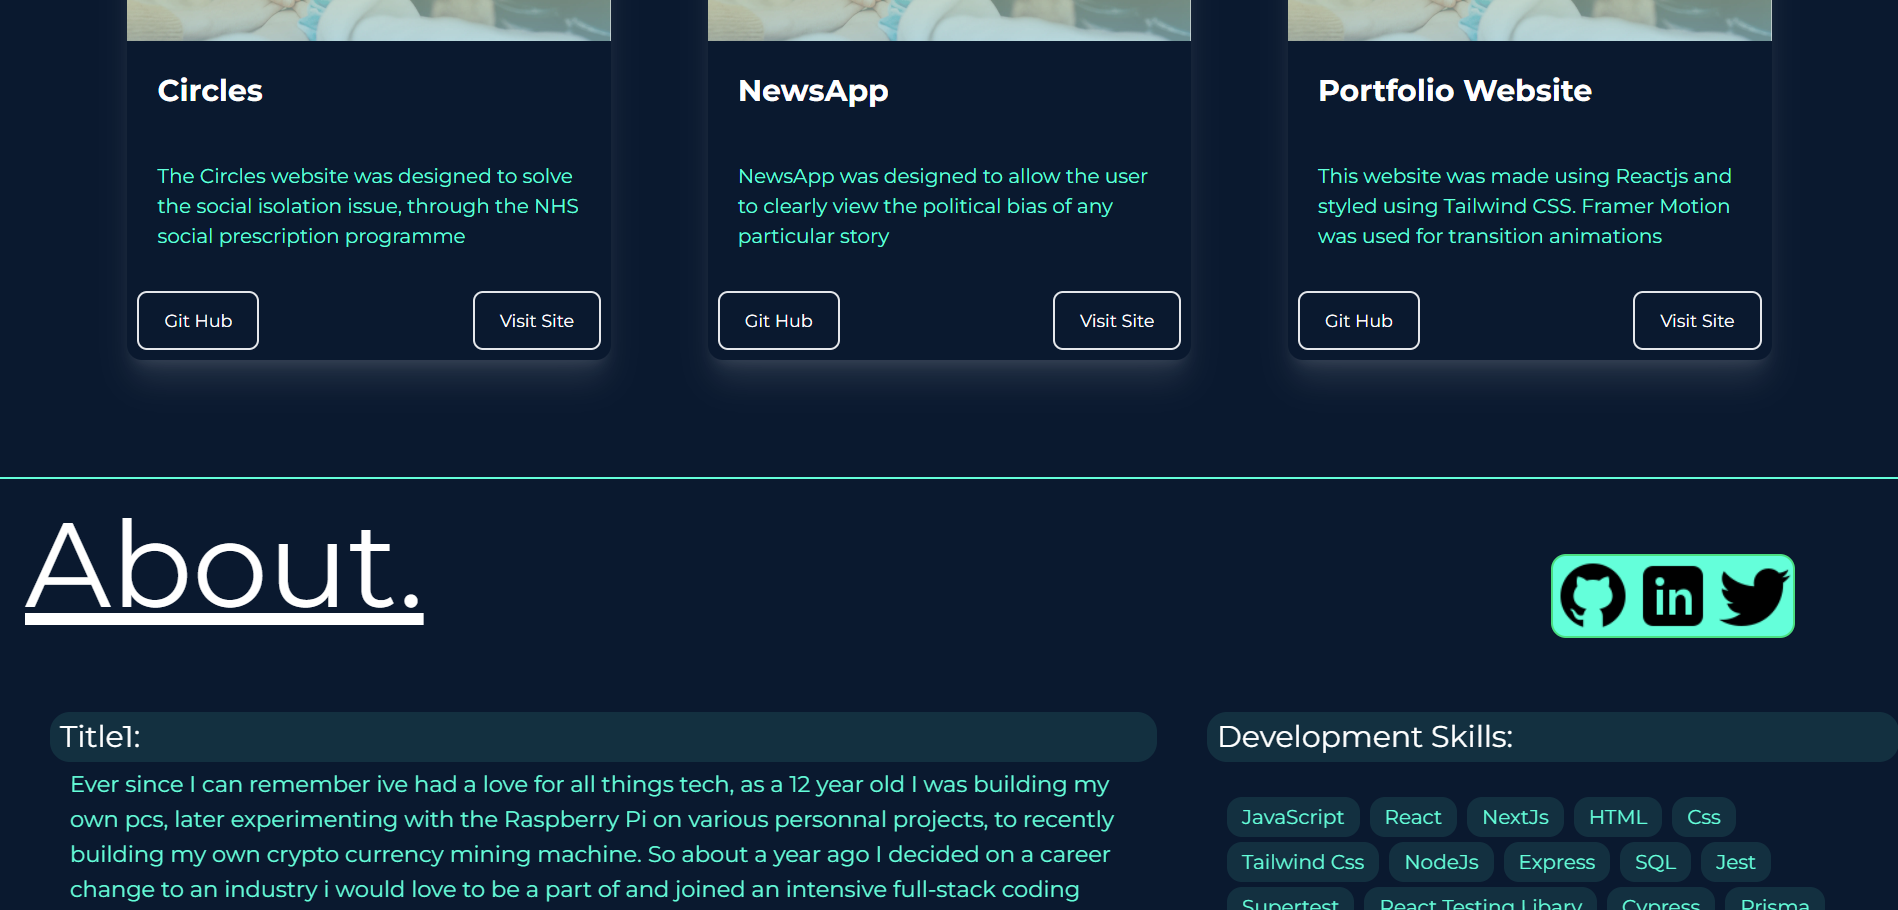 Circles
The Circles website was designed to solve
the social isolation issue, through the NHS
social prescription programme
Git Hub
Visit Site
NewsApp
NewsApp was designed to allow the user
to clearly view the political bias of any
particular story
Git Hub
Visit Site
Portfolio Website
This website was made using Reactjs and
styled using Tailwind CSS. Framer Motion
was used for transition animations
Git Hub
Visit Site
About.
in
Title1:
Ever since I can remember ive had a love for all things tech, as a 12 year old I was building my
own pcs, later experimenting with the Raspberry Pi on various personnal projects, to recently
building my own crypto currency mining machine. So about a year ago I decided on a career
change to an industry i would love to be a part of and joined an intensive full-stack coding
Development Skills:
JavaScript React NextJs HTML Css
Tailwind Css NodeJs Express SQL Jest
Supertest React Testing Libary Cypress Prisma